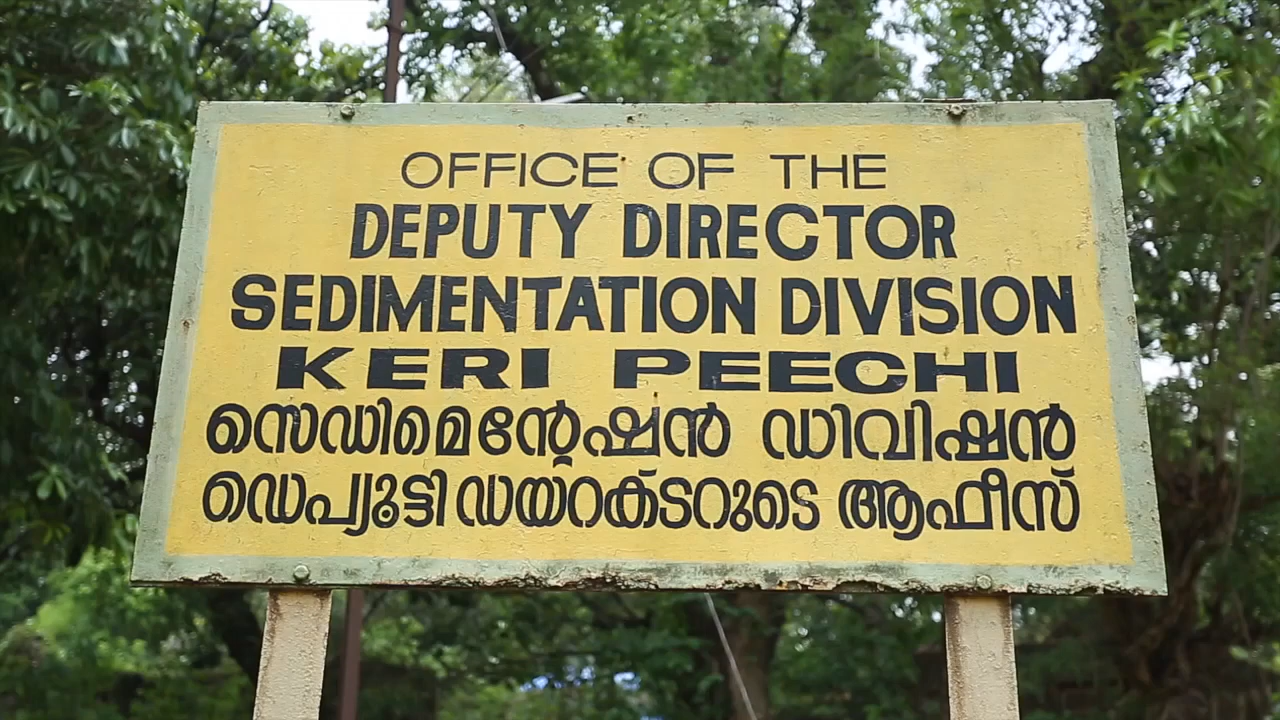 OFFICE OF THE
DEPUTY DIRECTOR
SEDIMENTATION DIVISION
KERI PEECHI
സെഡിമെന്റേഷൻ ഡിവിഷൻ
ഡെപ്യൂട്ടി ഡയറക്ടറുടെ ആഫീസ്